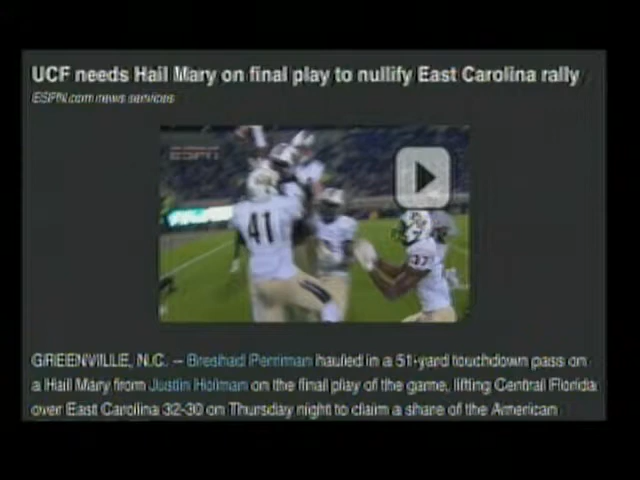 UCF needs Hail Mary on final play to nullify East Carolina rally
ESPN.com news services
ESPN
41
37
GREENVILLE, N.C. -- Breshad Perriman hauled in a 51-yard touchdown pass on
a Hail Mary from Justin Holman on the final play of the game, lifting Central Florida
over East Carolina 32-30 on Thursday night to claim a share of the American